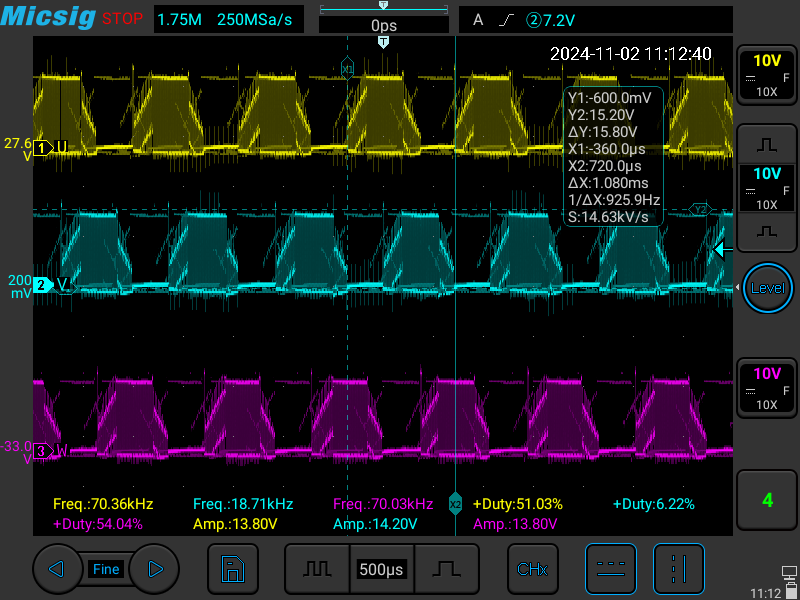 Micsig STOP 1.75M 250MSa/s 0ps A ②7.2V
T
2024-11-02 11:12:40
X1
Y1:-600.0mV
Y2:15.20V
ΔY:15.80V
X1:-360.0μs
X2:720.0μs
ΔX:1.080ms
1/ΔX:925.9Hz
S:14.63kV/s
27.6 V 1 U
Y2
200 mV 2 V
-33.0 V 3 W
10V
F
10X
10V
F
10X
Level
10V
F
10X
4
Freq.:70.36kHz Freq.:18.71kHz Freq.:70.03kHz X2 +Duty:51.03% +Duty:6.22%
+Duty:54.04% Amp.:13.80V Amp.:14.20V Amp.:13.80V
Fine 500μs CHx
11:12